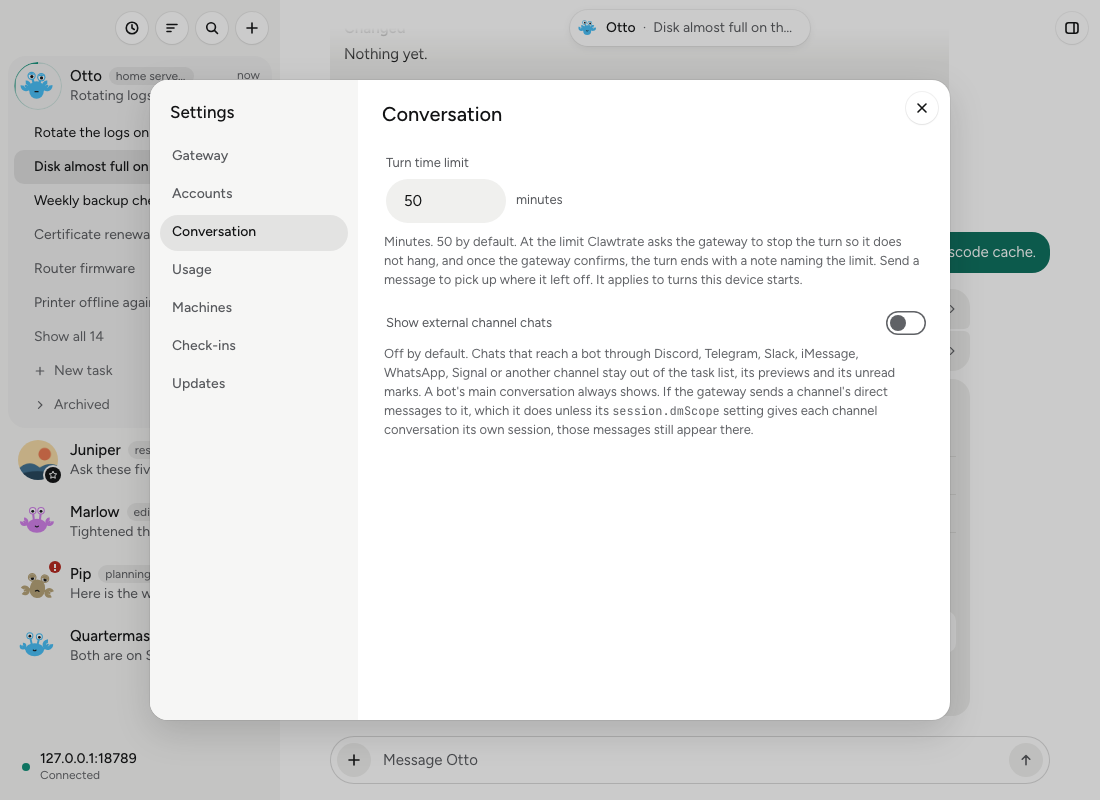 Otto · Disk almost full on th…
Nothing yet.
Otto home serve… now
Rotating logs
Rotate the logs on
Disk almost full on
Weekly backup che
Certificate renewa
Router firmware
Printer offline again
Show all 14
New task
Archived
Juniper res
Ask these fiv
Marlow edi
Tightened th
Pip planning
Here is the w
Quartermas
Both are on S
127.0.0.1:18789
Connected
Settings
Gateway
Accounts
Conversation
Usage
Machines
Check-ins
Updates
Conversation
Turn time limit
50 minutes
Minutes. 50 by default. At the limit Clawtrate asks the gateway to stop the turn so it does
not hang, and once the gateway confirms, the turn ends with a note naming the limit. Send a
message to pick up where it left off. It applies to turns this device starts.
Show external channel chats
Off by default. Chats that reach a bot through Discord, Telegram, Slack, iMessage,
WhatsApp, Signal or another channel stay out of the task list, its previews and its unread
marks. A bot's main conversation always shows. If the gateway sends a channel's direct
messages to it, which it does unless its session.dmScope setting gives each channel
conversation its own session, those messages still appear there.
scode cache.
Message Otto